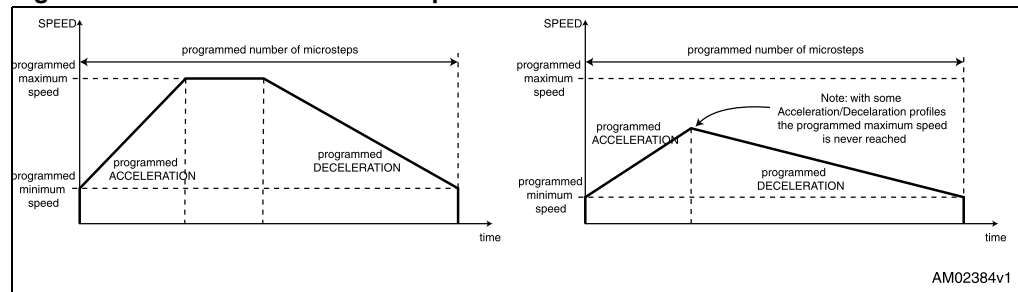 SPEED
programmed number of microsteps
programmed
maximum
speed
programmed
ACCELERATION
programmed
DECELERATION
programmed
minimum
speed
time
SPEED
programmed number of microsteps
programmed
maximum
speed
Note: with some
Acceleration/Decelaration profiles
the programmed maximum speed
is never reached
programmed
ACCELERATION
programmed
DECELERATION
programmed
minimum
speed
time
AM02384v1